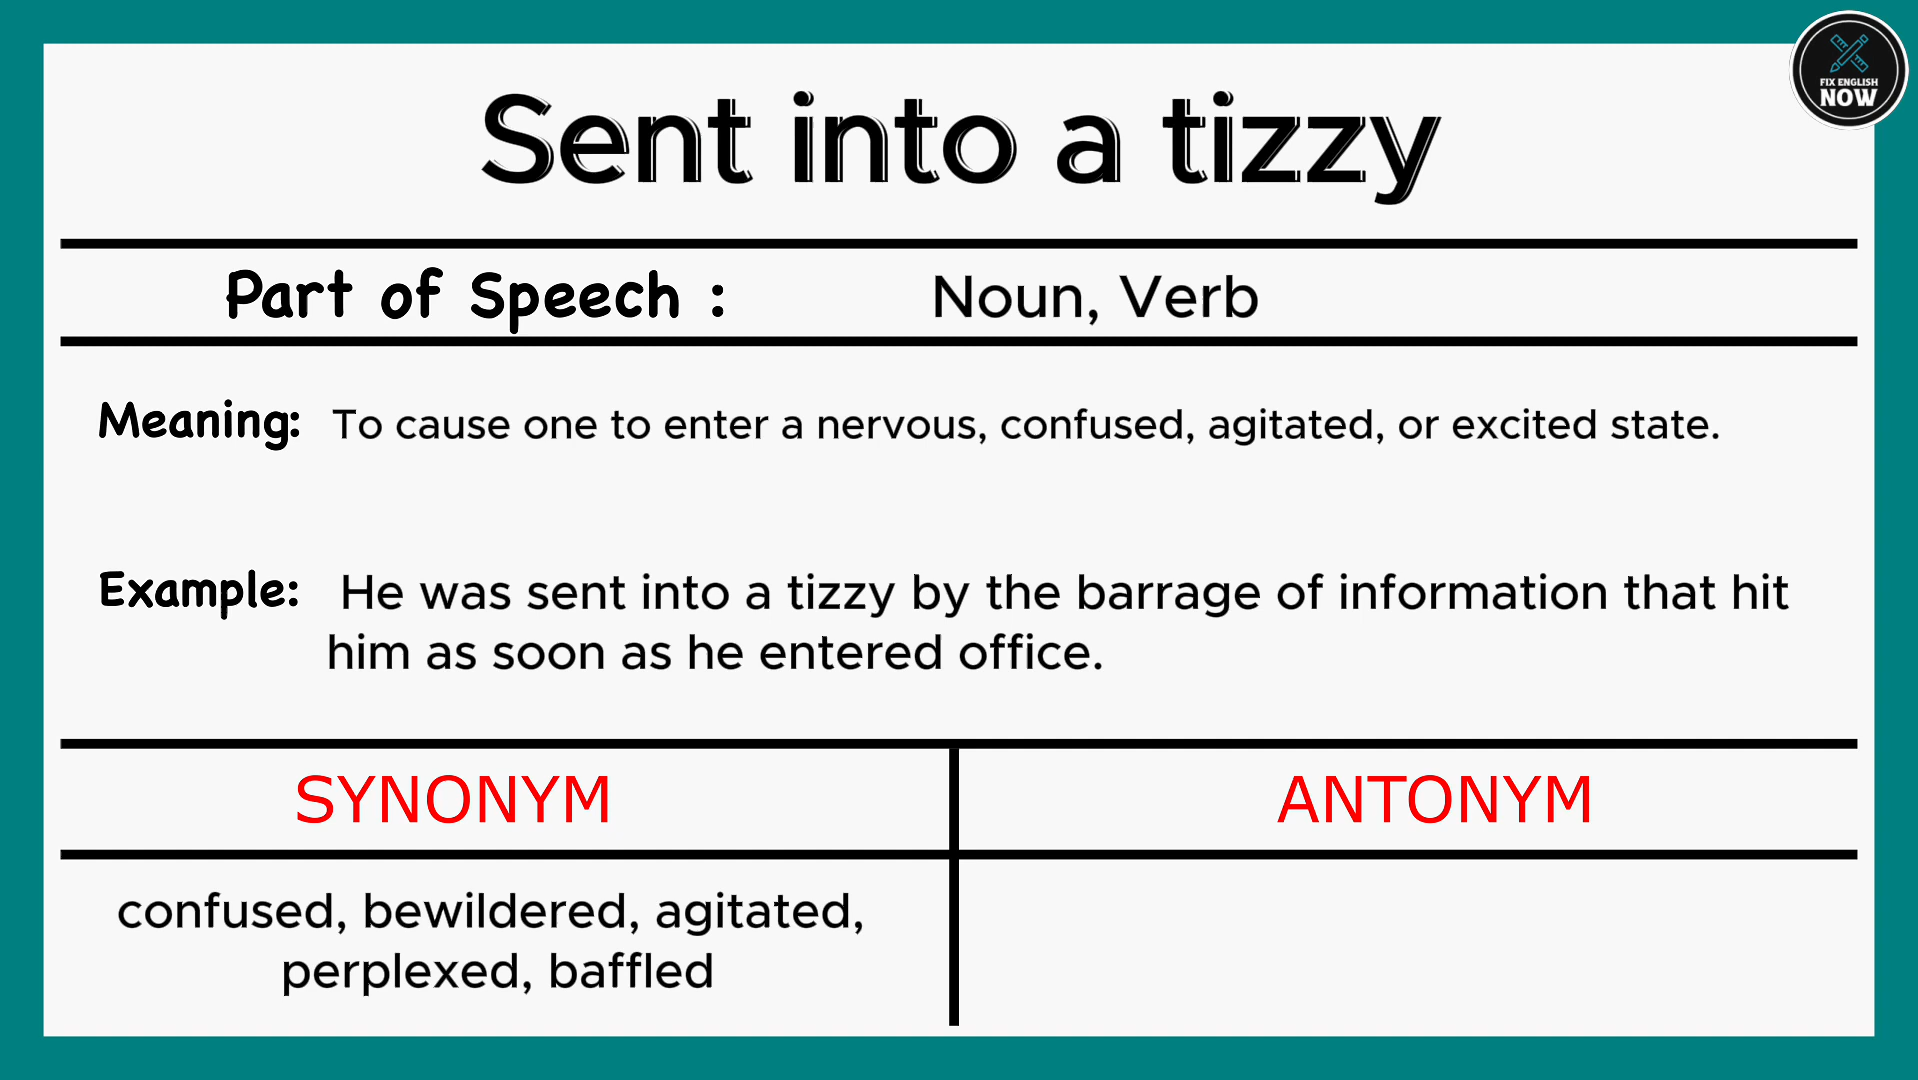 FIX ENGLISH
NOW
Sent into a tizzy
Part of Speech : Noun, Verb
Meaning: To cause one to enter a nervous, confused, agitated, or excited state.
Example: He was sent into a tizzy by the barrage of information that hit
him as soon as he entered office.
SYNONYM ANTONYM
confused, bewildered, agitated,
perplexed, baffled